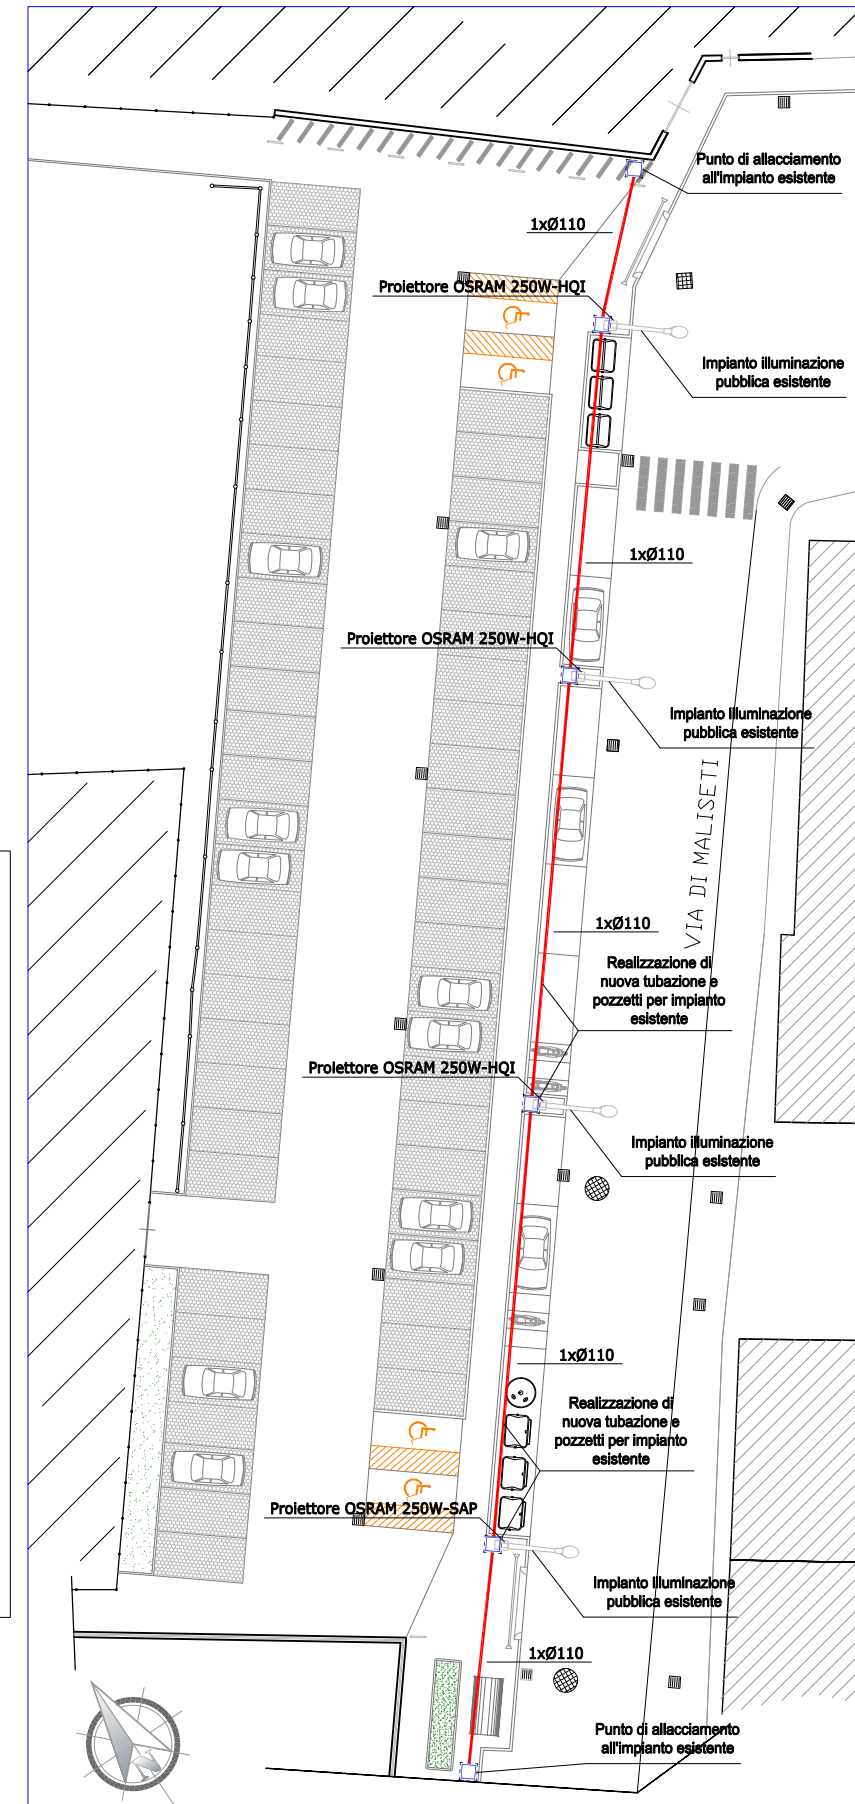 Punto di allacciamento
all'impianto esistente
1xØ110
Proiettore OSRAM 250W-HQI
Impianto illuminazione
pubblica esistente
1xØ110
Proiettore OSRAM 250W-HQI
Impianto illuminazione
pubblica esistente
VIA DI MALISETI
1xØ110
Realizzazione di
nuova tubazione e
pozzetti per impianto
esistente
Proiettore OSRAM 250W-HQI
Impianto illuminazione
pubblica esistente
1xØ110
Realizzazione di
nuova tubazione e
pozzetti per impianto
esistente
Proiettore OSRAM 250W-SAP
Impianto illuminazione
pubblica esistente
1xØ110
Punto di allacciamento
all'impianto esistente
N